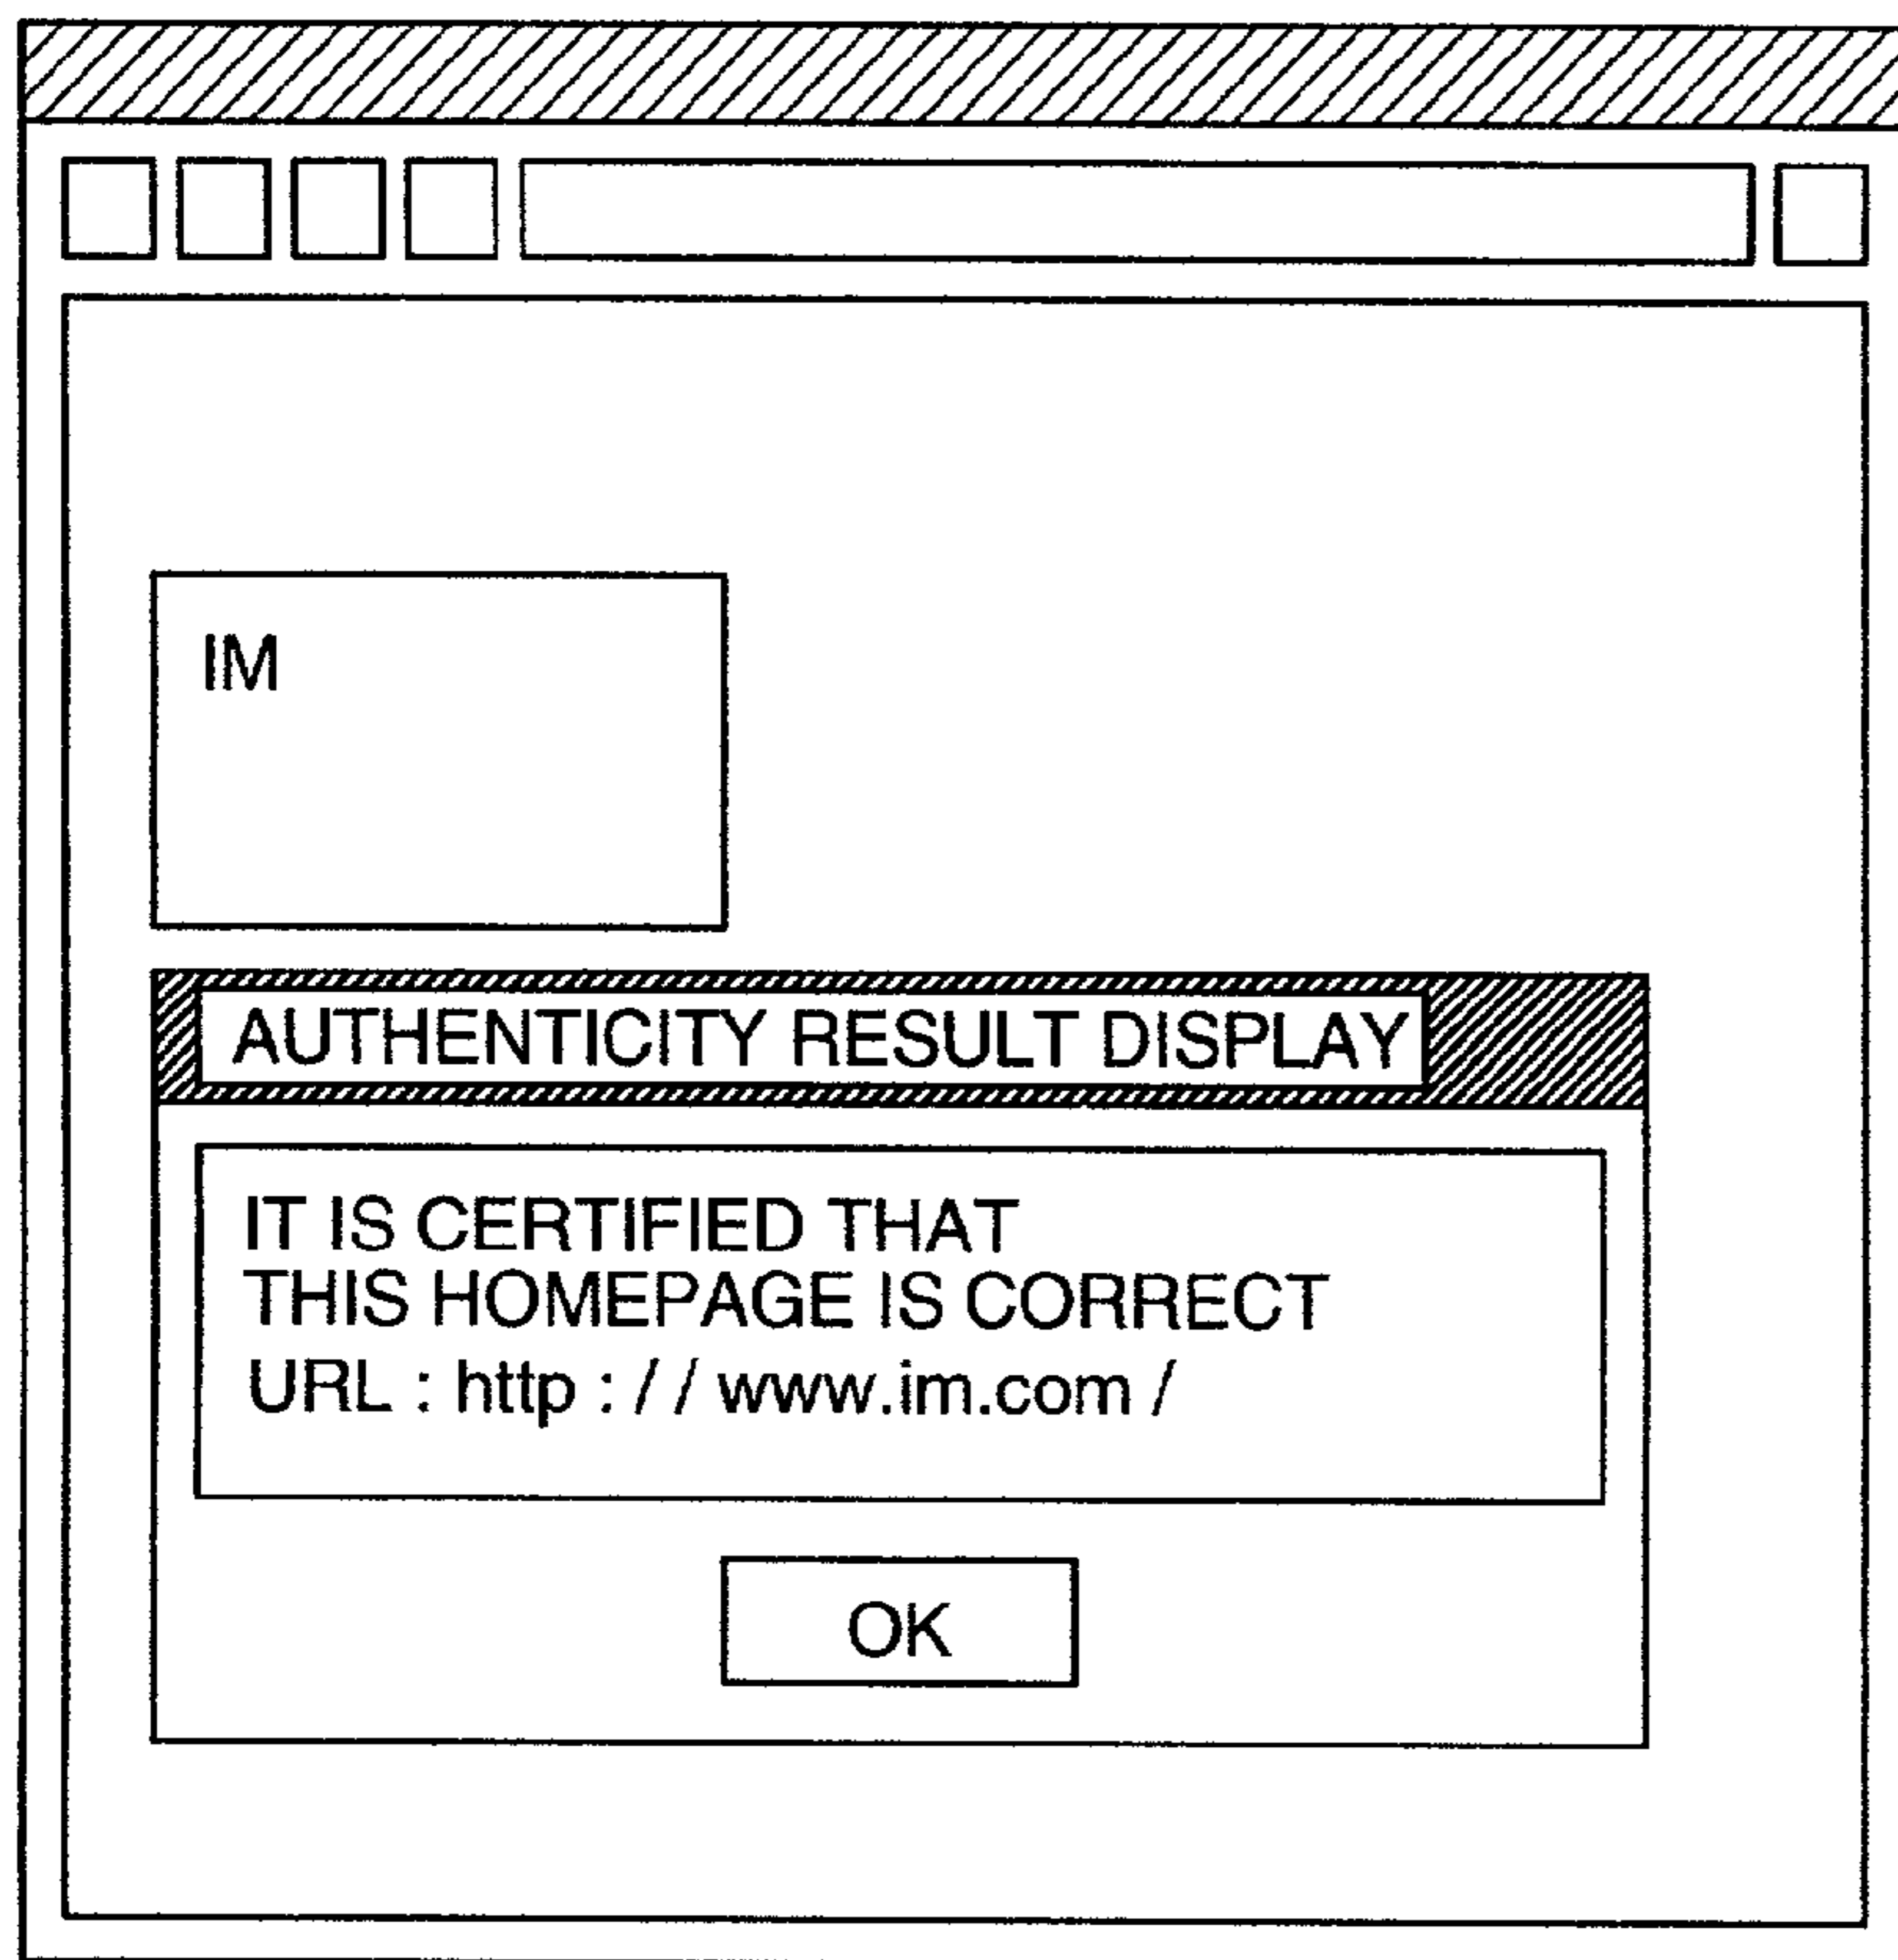 IM
AUTHENTICITY RESULT DISPLAY
IT IS CERTIFIED THAT
THIS HOMEPAGE IS CORRECT
URL : http : / / www.im.com /
OK